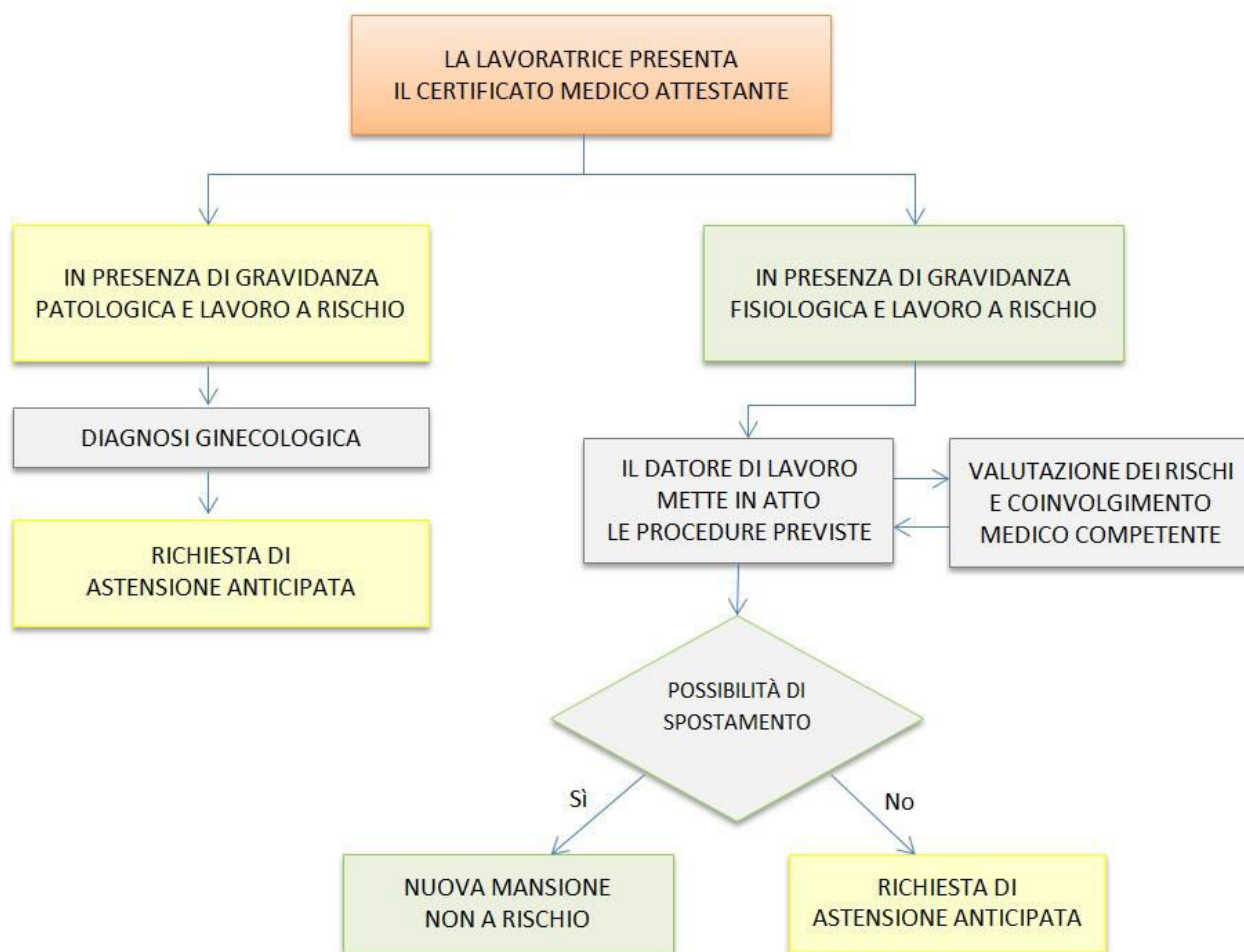 LA LAVORATRICE PRESENTA
IL CERTIFICATO MEDICO ATTESTANTE
IN PRESENZA DI GRAVIDANZA
PATOLOGICA E LAVORO A RISCHIO
IN PRESENZA DI GRAVIDANZA
FISIOLOGICA E LAVORO A RISCHIO
DIAGNOSI GINECOLOGICA
RICHIESTA DI
ASTENSIONE ANTICIPATA
IL DATORE DI LAVORO
METTE IN ATTO
LE PROCEDURE PREVISTE
VALUTAZIONE DEI RISCHI
E COINVOLGIMENTO
MEDICO COMPETENTE
POSSIBILITÀ DI
SPOSTAMENTO
Sì
No
NUOVA MANSIONE
NON A RISCHIO
RICHIESTA DI
ASTENSIONE ANTICIPATA